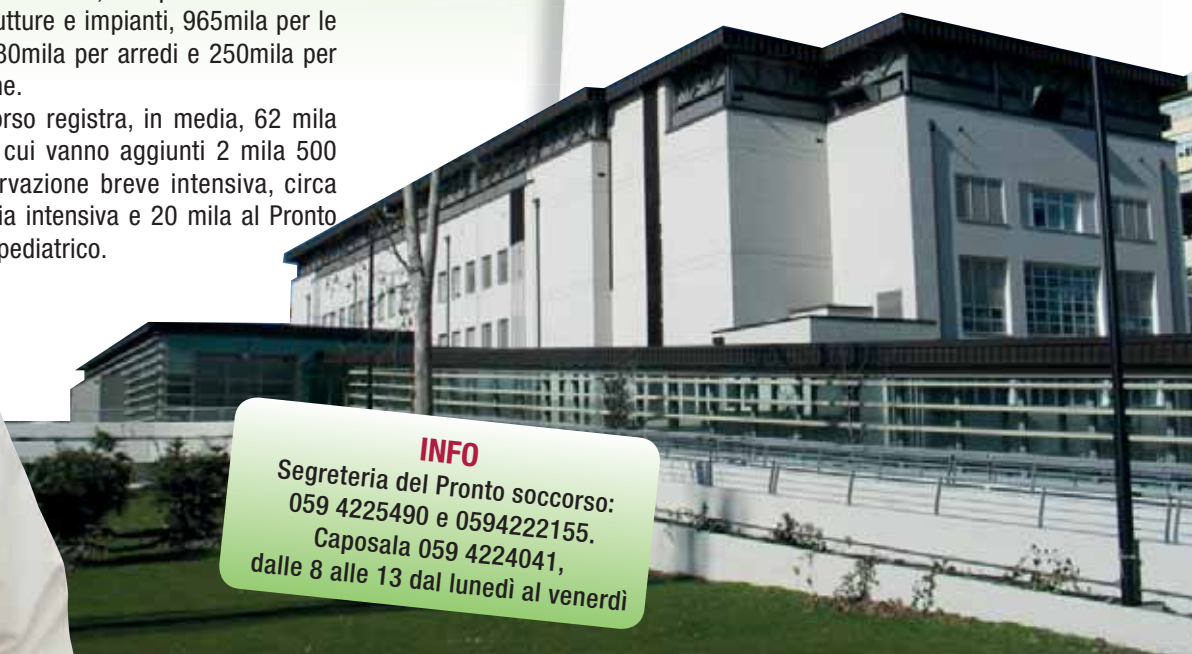 utture e impianti, 965mila per le
30mila per arredi e 250mila per
ne.
orso registra, in media, 62 mila
cui vanno aggiunti 2 mila 500
rvazione breve intensiva, circa
ia intensiva e 20 mila al Pronto
pediatrico.
INFO
Segreteria del Pronto soccorso:
059 4225490 e 0594222155.
Caposala 059 4224041,
dalle 8 alle 13 dal lunedì al venerdì